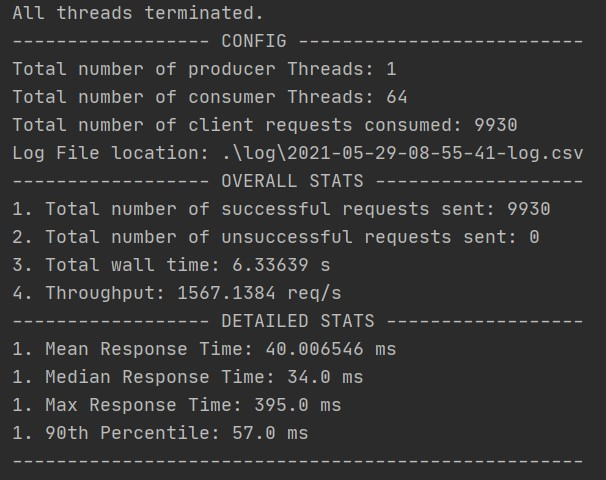 All threads terminated.
------------------ CONFIG --------------------------
Total number of producer Threads: 1
Total number of consumer Threads: 64
Total number of client requests consumed: 9930
Log File location: .\log\2021-05-29-08-55-41-log.csv
------------------ OVERALL STATS -------------------
1. Total number of successful requests sent: 9930
2. Total number of unsuccessful requests sent: 0
3. Total wall time: 6.33639 s
4. Throughput: 1567.1384 req/s
------------------ DETAILED STATS ------------------
1. Mean Response Time: 40.006546 ms
1. Median Response Time: 34.0 ms
1. Max Response Time: 395.0 ms
1. 90th Percentile: 57.0 ms
----------------------------------------------------